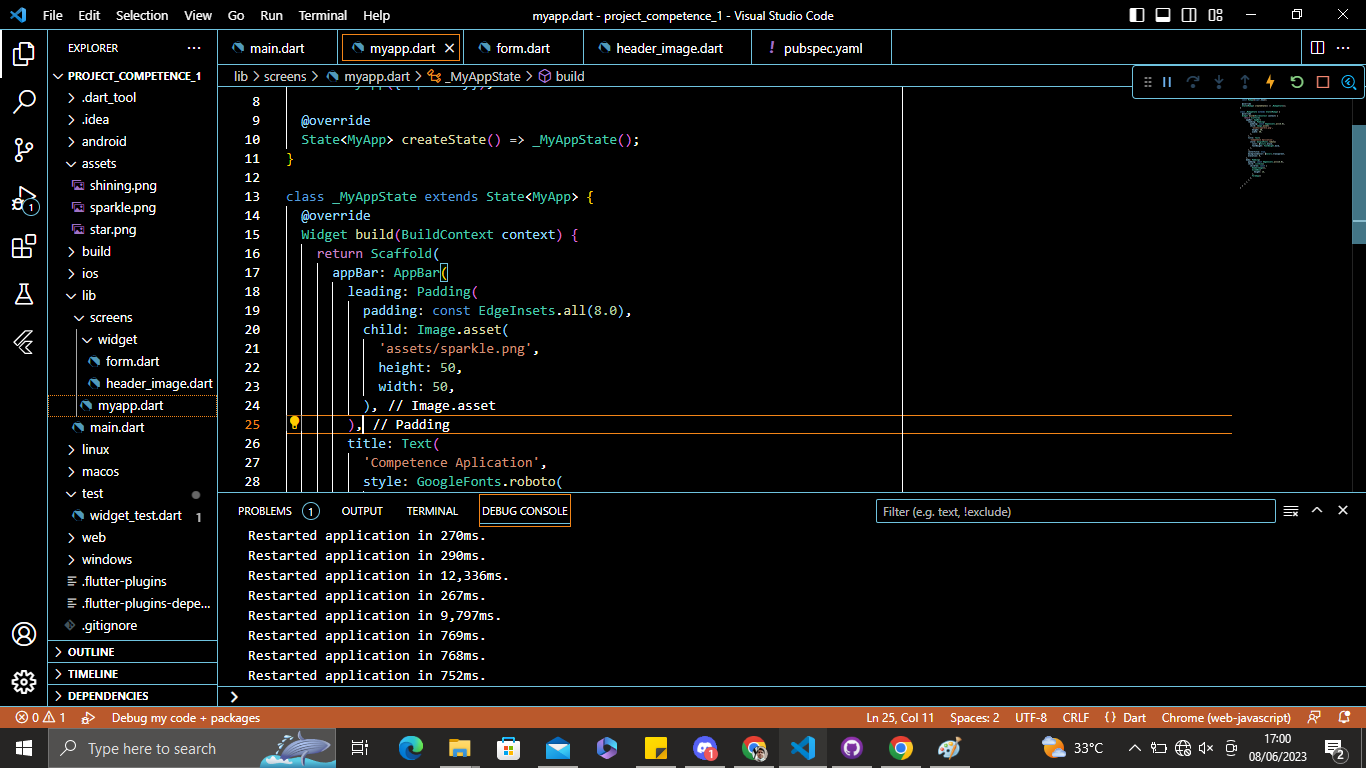 File Edit Selection View Go Run Terminal Help
myapp.dart - project_competence_1 - Visual Studio Code
EXPLORER
PROJECT_COMPETENCE_1
.dart_tool
.idea
android
assets
shining.png
sparkle.png
star.png
build
ios
lib
screens
widget
form.dart
header_image.dart
myapp.dart
main.dart
linux
macos
test
widget_test.dart 1
web
windows
.flutter-plugins
.flutter-plugins-depe...
.gitignore
OUTLINE
TIMELINE
DEPENDENCIES
1
main.dart
myapp.dart
form.dart
header_image.dart
! pubspec.yaml
lib > screens > myapp.dart > _MyAppState > build
8
9 @override
10 State<MyApp> createState() => _MyAppState();
11 }
12
13 class _MyAppState extends State<MyApp> {
14 @override
15 Widget build(BuildContext context) {
16 return Scaffold(
17 appBar: AppBar(
18 leading: Padding(
19 padding: const EdgeInsets.all(8.0),
20 child: Image.asset(
21 'assets/sparkle.png',
22 height: 50,
23 width: 50,
24 ), // Image.asset
25 ), // Padding
26 title: Text(
27 'Competence Aplication',
28 style: GoogleFonts.roboto(
PROBLEMS 1 OUTPUT TERMINAL DEBUG CONSOLE
Filter (e.g. text, !exclude)
Restarted application in 270ms.
Restarted application in 290ms.
Restarted application in 12,336ms.
Restarted application in 267ms.
Restarted application in 9,797ms.
Restarted application in 769ms.
Restarted application in 768ms.
Restarted application in 752ms.
0 1 Debug my code + packages
Ln 25, Col 11 Spaces: 2 UTF-8 CRLF {} Dart Chrome (web-javascript)
Type here to search
1
33°C
17:00
08/06/2023
2